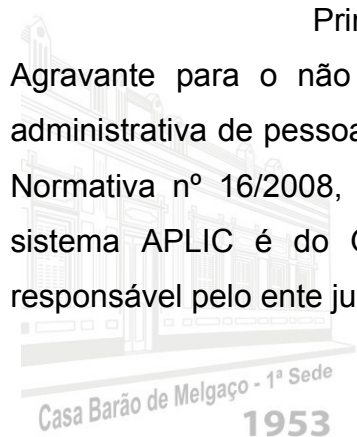 Prin
Agravante para o não
administrativa de pessoa
Normativa nº 16/2008,
sistema APLIC é do C
responsável pelo ente ju
Casa Barão de Melgaço - 1ª Sede
1953